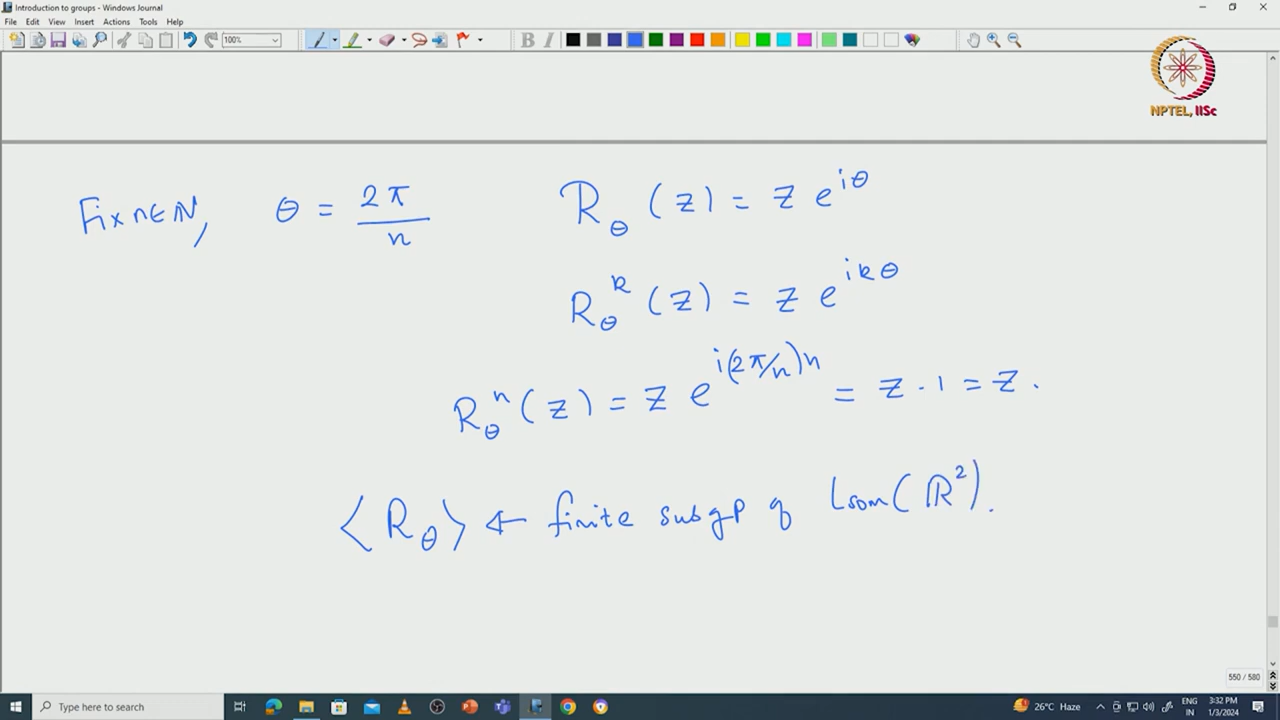 Introduction to groups - Windows Journal
File Edit View Insert Actions Tools Help
100%
B I
NPTEL, IISc
Fix n∈ℕ, θ = 2π/n R_θ (z) = z e^{iθ}
R_θ^k (z) = z e^{ikθ}
R_θ^n (z) = z e^{i(2π/n)n} = z · 1 = z.
⟨R_θ⟩ ← finite subgp of Isom(ℝ²).
550 / 580
Type here to search
26°C Haze
ENG
IN
3:32 PM
1/3/2024